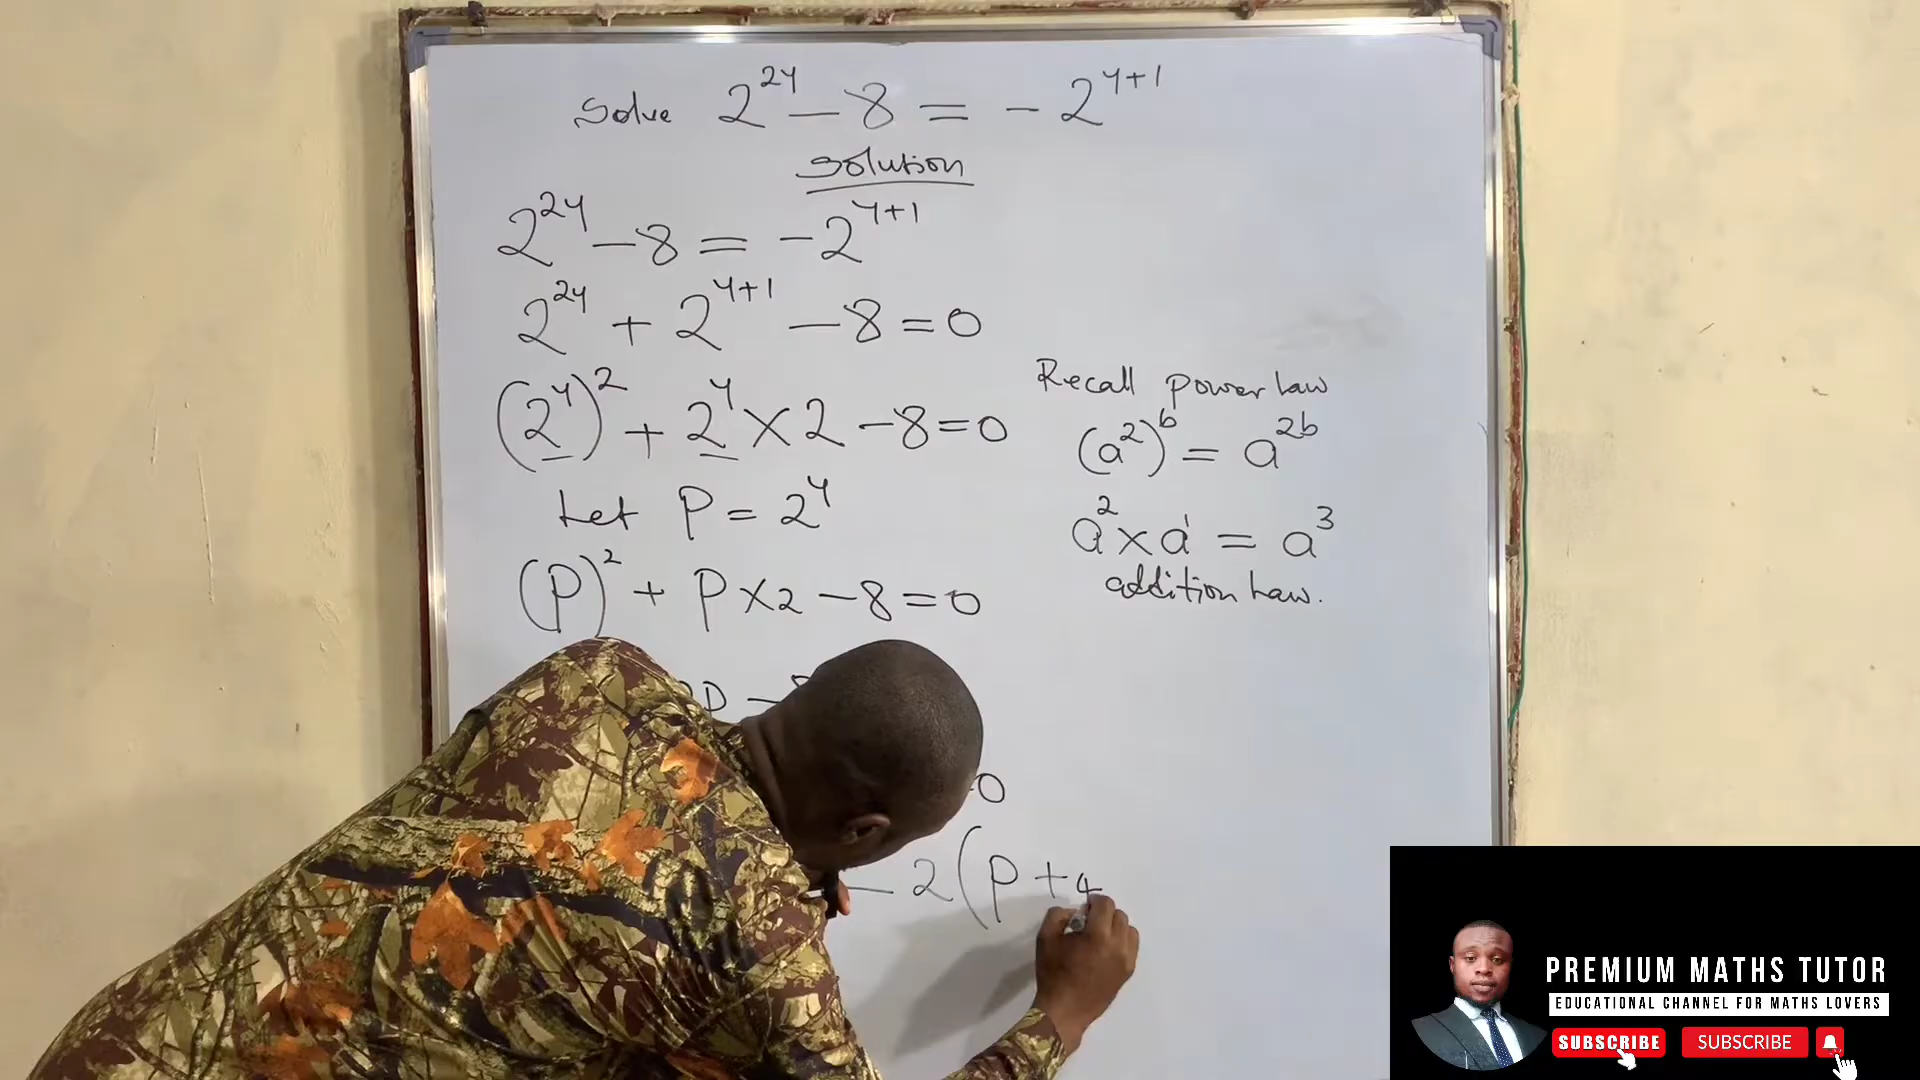 Solve 2^{2y} - 8 = -2^{y+1}
Solution
2^{2y} - 8 = -2^{y+1}
2^{2y} + 2^{y+1} - 8 = 0
(2^y)^2 + 2^y × 2 - 8 = 0
Let P = 2^y
(P)^2 + P × 2 - 8 = 0
2P -
0
- 2(P + 4
Recall power law
(a^2)^b = a^{2b}
a^2 × a^1 = a^3
addition law.
PREMIUM MATHS TUTOR
EDUCATIONAL CHANNEL FOR MATHS LOVERS
SUBSCRIBE SUBSCRIBE